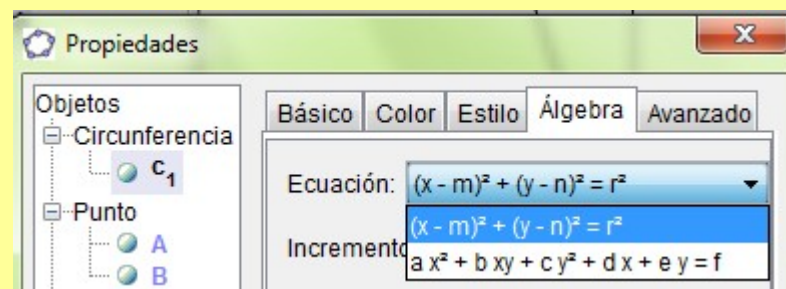 Propiedades
Objetos
Circunferencia
c₁
Punto
A
B
Básico Color Estilo Álgebra Avanzado
Ecuación: (x - m)² + (y - n)² = r²
(x - m)² + (y - n)² = r²
a x² + b xy + c y² + d x + e y = f
Incremento